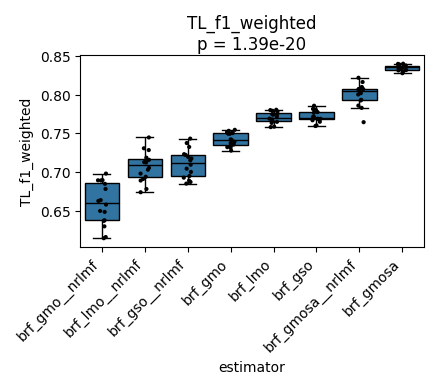 TL_f1_weighted
p = 1.39e-20
TL_f1_weighted
0.85
0.80
0.75
0.70
0.65
brf_gmo__nrlmf
brf_lmo__nrlmf
brf_gso__nrlmf
brf_gmo
brf_lmo
brf_gso
brf_gmosa__nrlmf
brf_gmosa
estimator